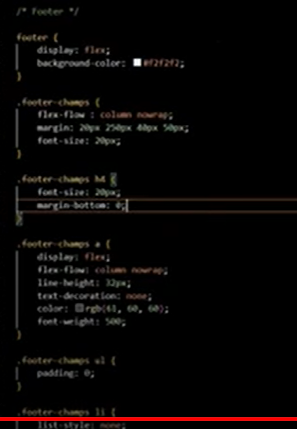 /* Footer */
footer {
display: flex;
background-color: #f2f2f2;
}
.footer-champs {
flex-flow : column nowrap;
margin: 20px 250px 40px 50px;
font-size: 20px;
}
.footer-champs h4 {
font-size: 20px;
margin-bottom: 0;
}
.footer-champs a {
display: flex;
flex-flow: column nowrap;
line-height: 32px;
text-decoration: none;
color: rgb(61, 60, 60);
font-weight: 500;
}
.footer-champs ul {
padding: 0;
}
.footer-champs li {
list-style: none;